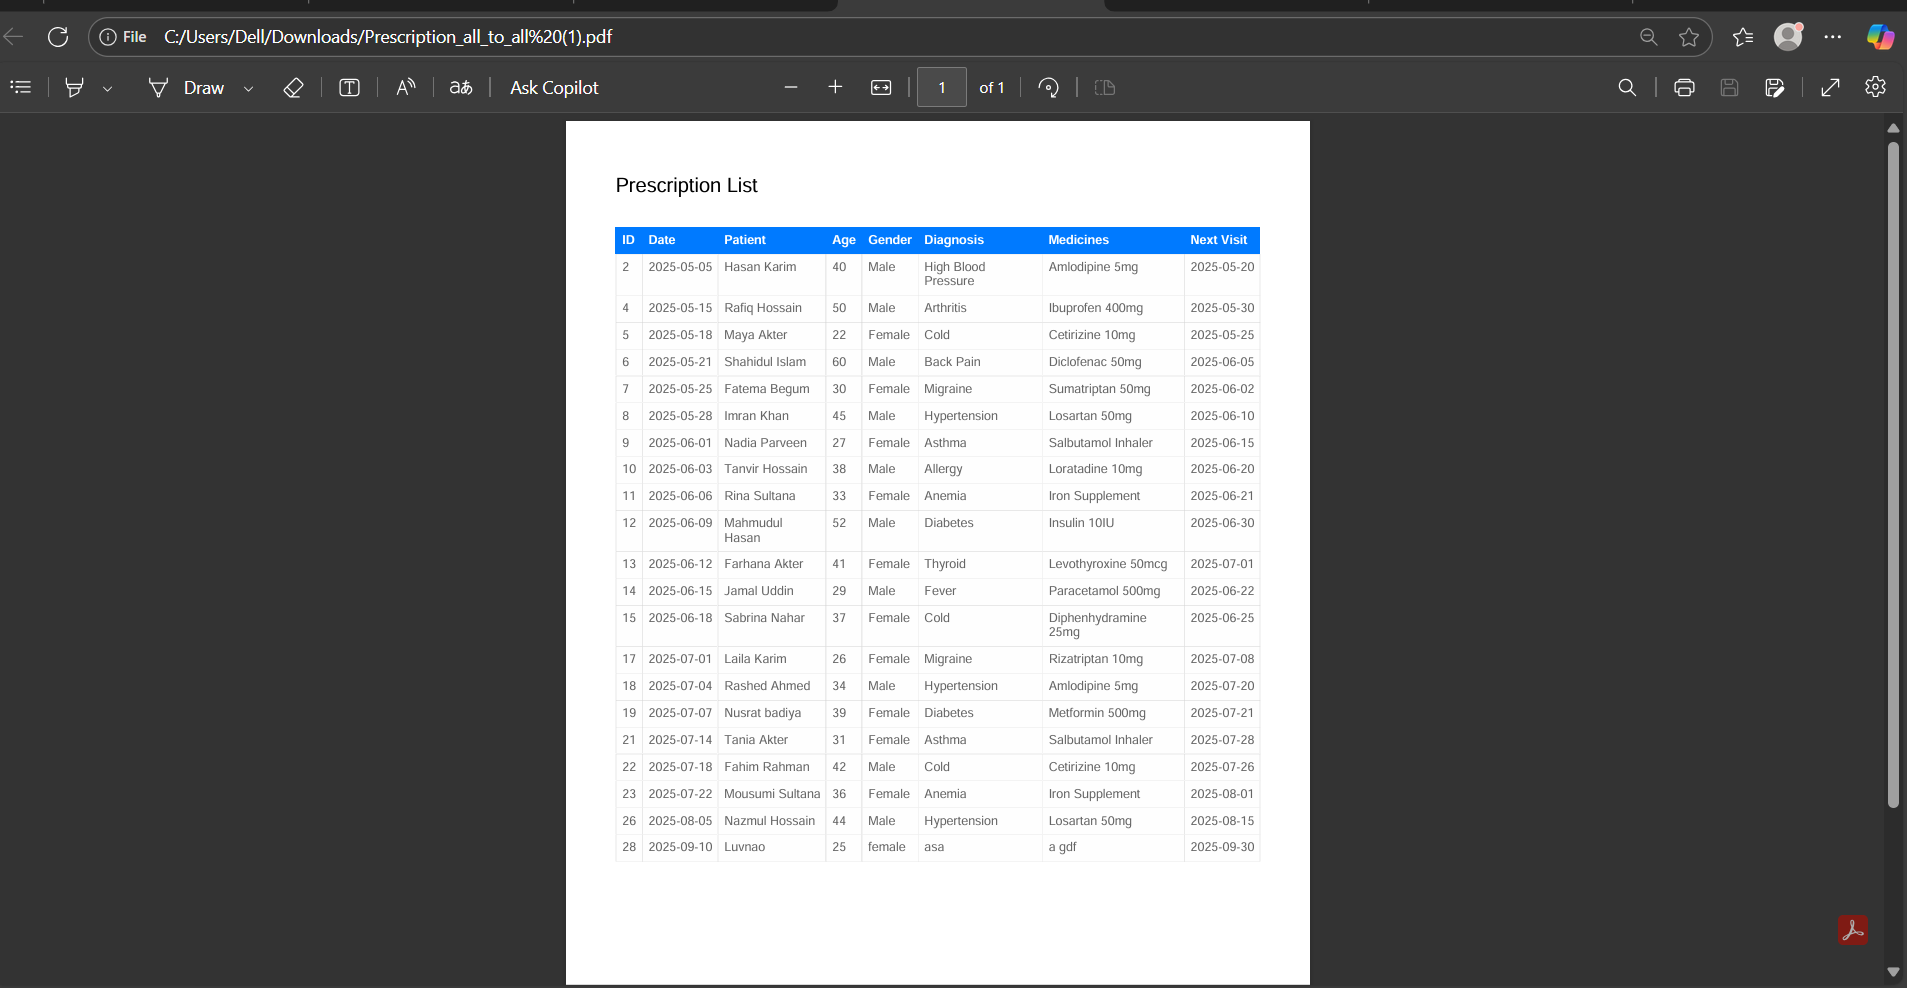 File C:/Users/Dell/Downloads/Prescription_all_to_all%20(1).pdf
Draw T A aあ Ask Copilot 1 of 1
Prescription List
ID Date Patient Age Gender Diagnosis Medicines Next Visit
2 2025-05-05 Hasan Karim 40 Male High Blood Amlodipine 5mg 2025-05-20
Pressure
4 2025-05-15 Rafiq Hossain 50 Male Arthritis Ibuprofen 400mg 2025-05-30
5 2025-05-18 Maya Akter 22 Female Cold Cetirizine 10mg 2025-05-25
6 2025-05-21 Shahidul Islam 60 Male Back Pain Diclofenac 50mg 2025-06-05
7 2025-05-25 Fatema Begum 30 Female Migraine Sumatriptan 50mg 2025-06-02
8 2025-05-28 Imran Khan 45 Male Hypertension Losartan 50mg 2025-06-10
9 2025-06-01 Nadia Parveen 27 Female Asthma Salbutamol Inhaler 2025-06-15
10 2025-06-03 Tanvir Hossain 38 Male Allergy Loratadine 10mg 2025-06-20
11 2025-06-06 Rina Sultana 33 Female Anemia Iron Supplement 2025-06-21
12 2025-06-09 Mahmudul 52 Male Diabetes Insulin 10IU 2025-06-30
Hasan
13 2025-06-12 Farhana Akter 41 Female Thyroid Levothyroxine 50mcg 2025-07-01
14 2025-06-15 Jamal Uddin 29 Male Fever Paracetamol 500mg 2025-06-22
15 2025-06-18 Sabrina Nahar 37 Female Cold Diphenhydramine 2025-06-25
25mg
17 2025-07-01 Laila Karim 26 Female Migraine Rizatriptan 10mg 2025-07-08
18 2025-07-04 Rashed Ahmed 34 Male Hypertension Amlodipine 5mg 2025-07-20
19 2025-07-07 Nusrat badiya 39 Female Diabetes Metformin 500mg 2025-07-21
21 2025-07-14 Tania Akter 31 Female Asthma Salbutamol Inhaler 2025-07-28
22 2025-07-18 Fahim Rahman 42 Male Cold Cetirizine 10mg 2025-07-26
23 2025-07-22 Mousumi Sultana 36 Female Anemia Iron Supplement 2025-08-01
26 2025-08-05 Nazmul Hossain 44 Male Hypertension Losartan 50mg 2025-08-15
28 2025-09-10 Luvnao 25 female asa a gdf 2025-09-30